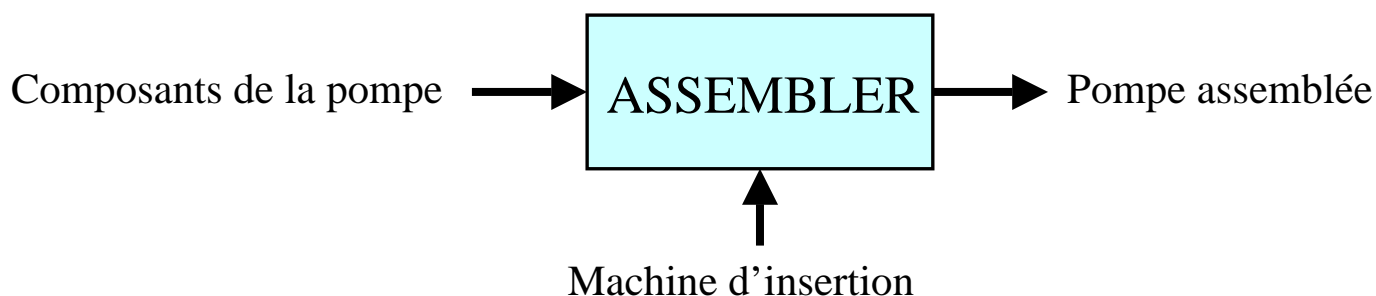 Composants de la pompe
ASSEMBLER
Pompe assemblée
Machine d’insertion